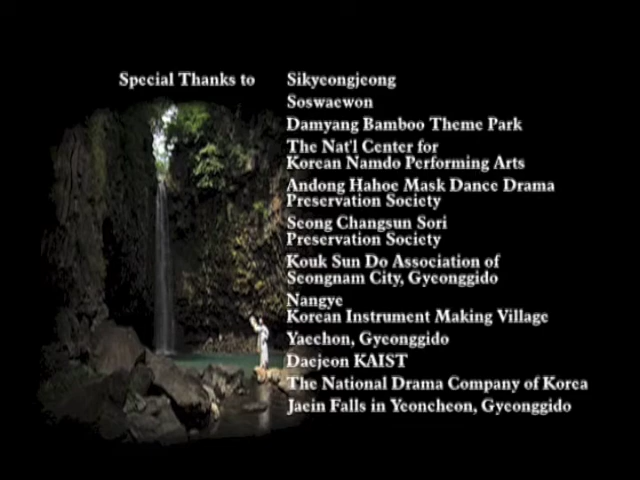 Special Thanks to Sikyeongjeong
Soswaewon
Damyang Bamboo Theme Park
The Nat'l Center for
Korean Namdo Performing Arts
Andong Hahoe Mask Dance Drama
Preservation Society
Seong Changsun Sori
Preservation Society
Kouk Sun Do Association of
Seongnam City, Gyeonggido
Nangye
Korean Instrument Making Village
Yaechon, Gyeonggido
Daejeon KAIST
The National Drama Company of Korea
Jaein Falls in Yeoncheon, Gyeonggido